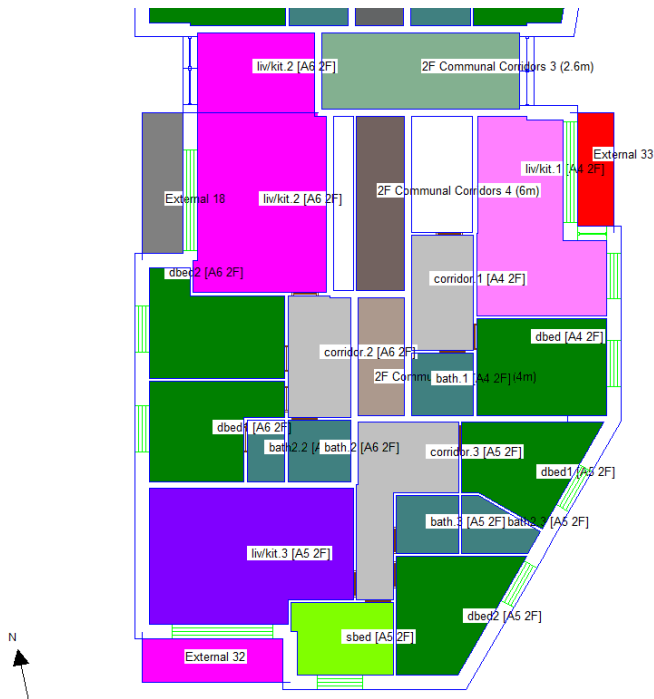 liv/kit.2 [A6 2F]
2F Communal Corridors 3 (2.6m)
External 33
liv/kit.1 [A4 2F]
External 18
liv/kit.2 [A6 2F]
2F Communal Corridors 4 (6m)
dbed2 [A6 2F]
corridor.1 [A4 2F]
dbed [A4 2F]
corridor.2 [A6 2F]
2F Commu
bath.1 [A4 2F]
(4m)
dbed1 [A6 2F]
bath2.2 [A
bath.2 [A6 2F]
corridor.3 [A5 2F]
dbed1 [A5 2F]
bath.3 [A5 2F]
bath2.3 [A5 2F]
liv/kit.3 [A5 2F]
dbed2 [A5 2F]
sbed [A5 2F]
N
External 32